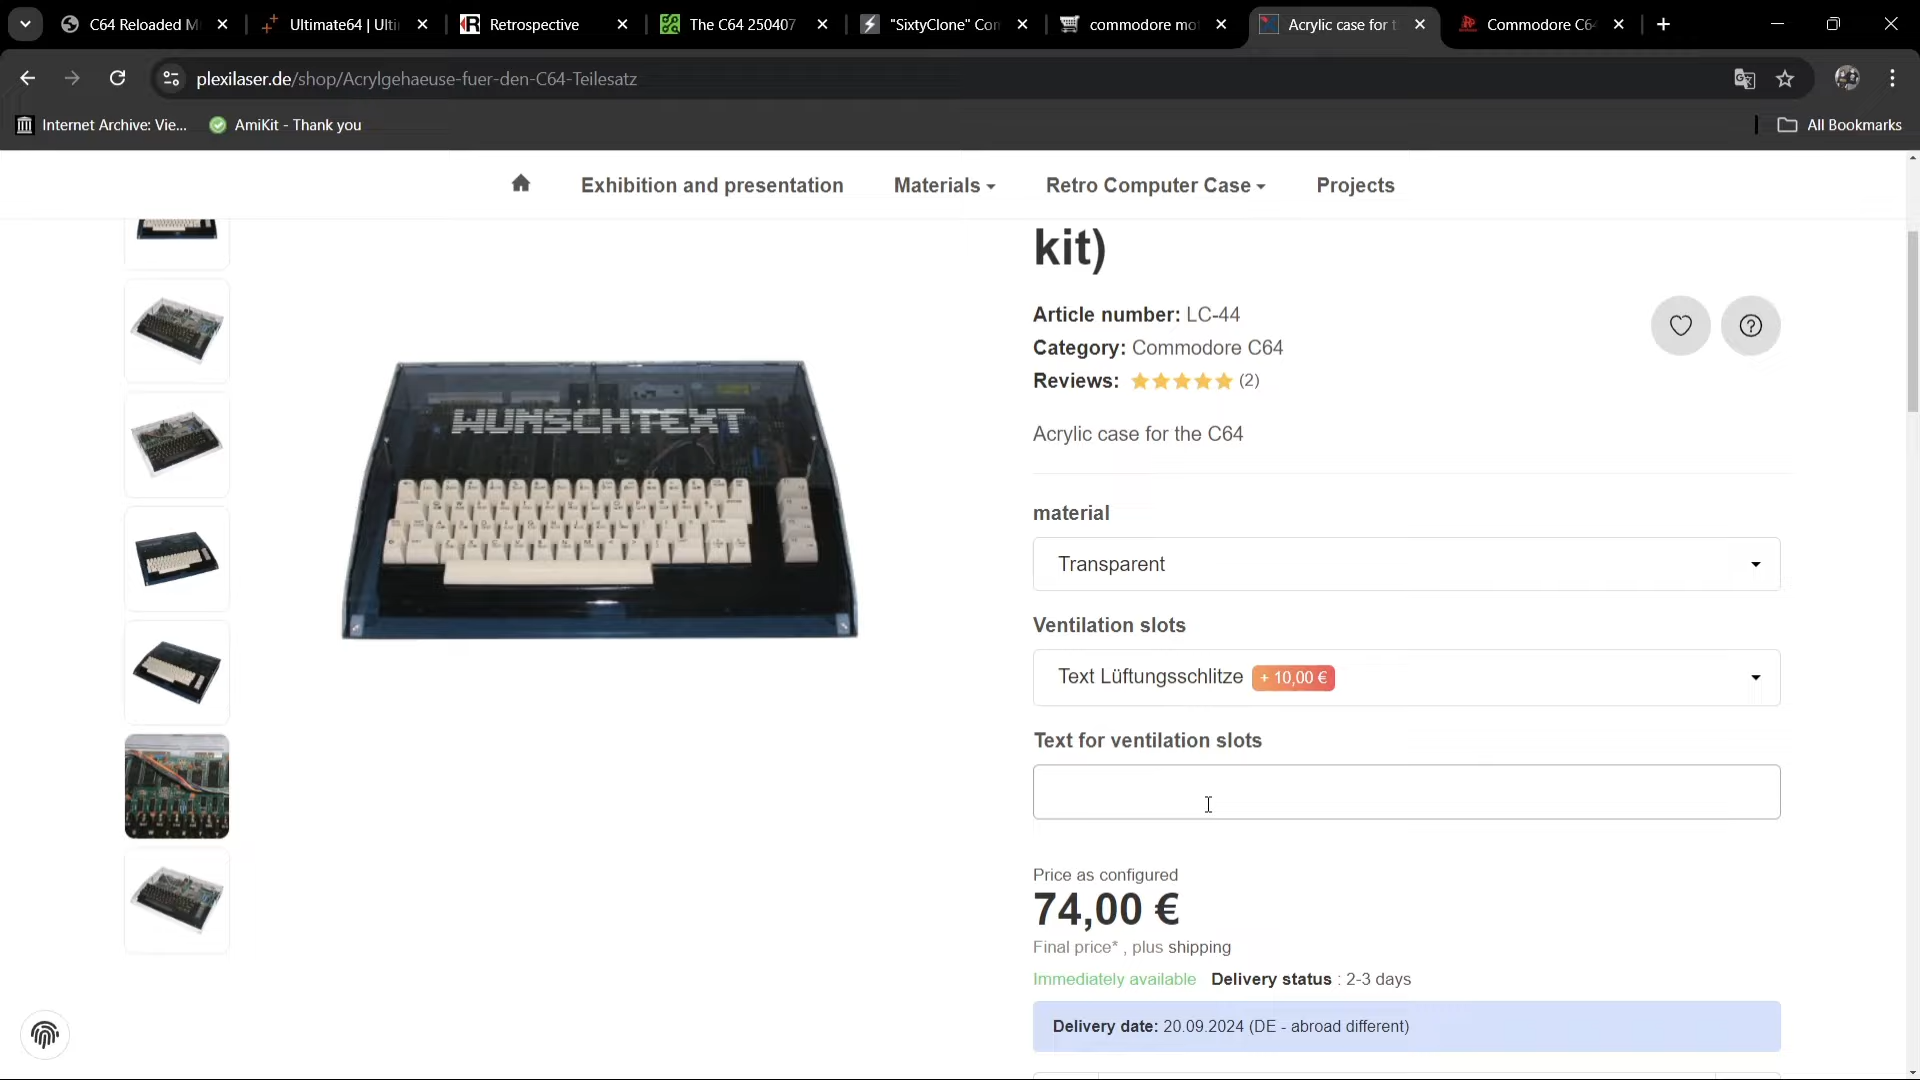 C64 Reloaded M
Ultimate64 | Ulti
Retrospective
The C64 250407
"SixtyClone" Con
commodore mo
Acrylic case for t
Commodore C64
plexilaser.de/shop/Acrylgehaeuse-fuer-den-C64-Teilesatz
Internet Archive: Vie...
AmiKit - Thank you
All Bookmarks
Exhibition and presentation
Materials
Retro Computer Case
Projects
kit)
Article number: LC-44
Category: Commodore C64
Reviews: (2)
Acrylic case for the C64
material
Transparent
Ventilation slots
Text Lüftungsschlitze + 10,00 €
Text for ventilation slots
WUNSCHTEXT
Price as configured
74,00 €
Final price* , plus shipping
Immediately available Delivery status : 2-3 days
Delivery date: 20.09.2024 (DE - abroad different)